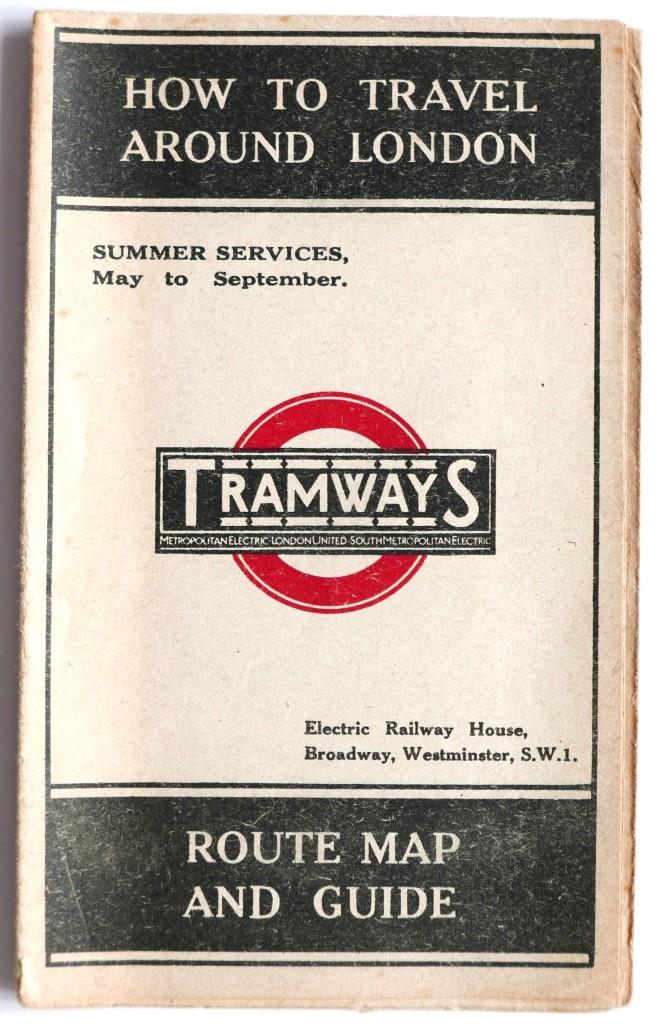 HOW TO TRAVEL
AROUND LONDON
SUMMER SERVICES,
May to September.
TRAMWAYS
METROPOLITAN ELECTRIC·LONDON UNITED·SOUTH METROPOLITAN ELECTRIC
Electric Railway House,
Broadway, Westminster, S.W.1.
ROUTE MAP
AND GUIDE